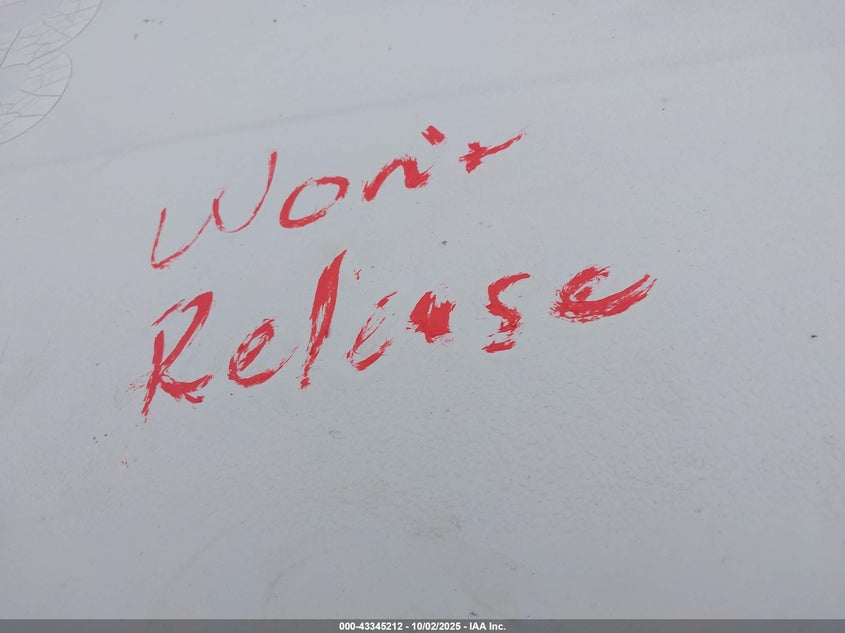 Won't
Release
000-43345212 - 10/02/2025 - IAA Inc.